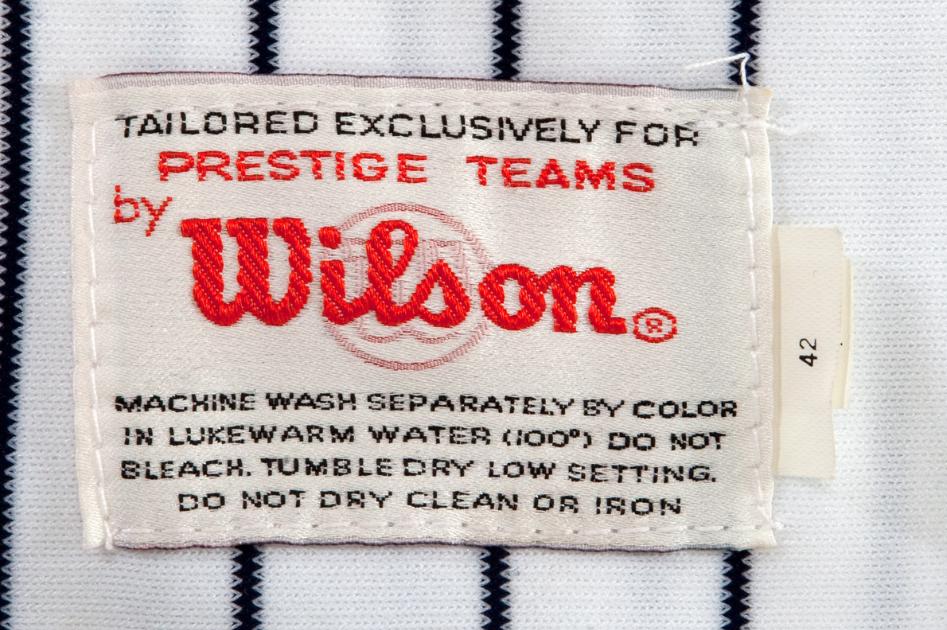 TAILORED EXCLUSIVELY FOR
PRESTIGE TEAMS
by
Wilson®
MACHINE WASH SEPARATELY BY COLOR
IN LUKEWARM WATER (100°) DO NOT
BLEACH. TUMBLE DRY LOW SETTING.
DO NOT DRY CLEAN OR IRON
42